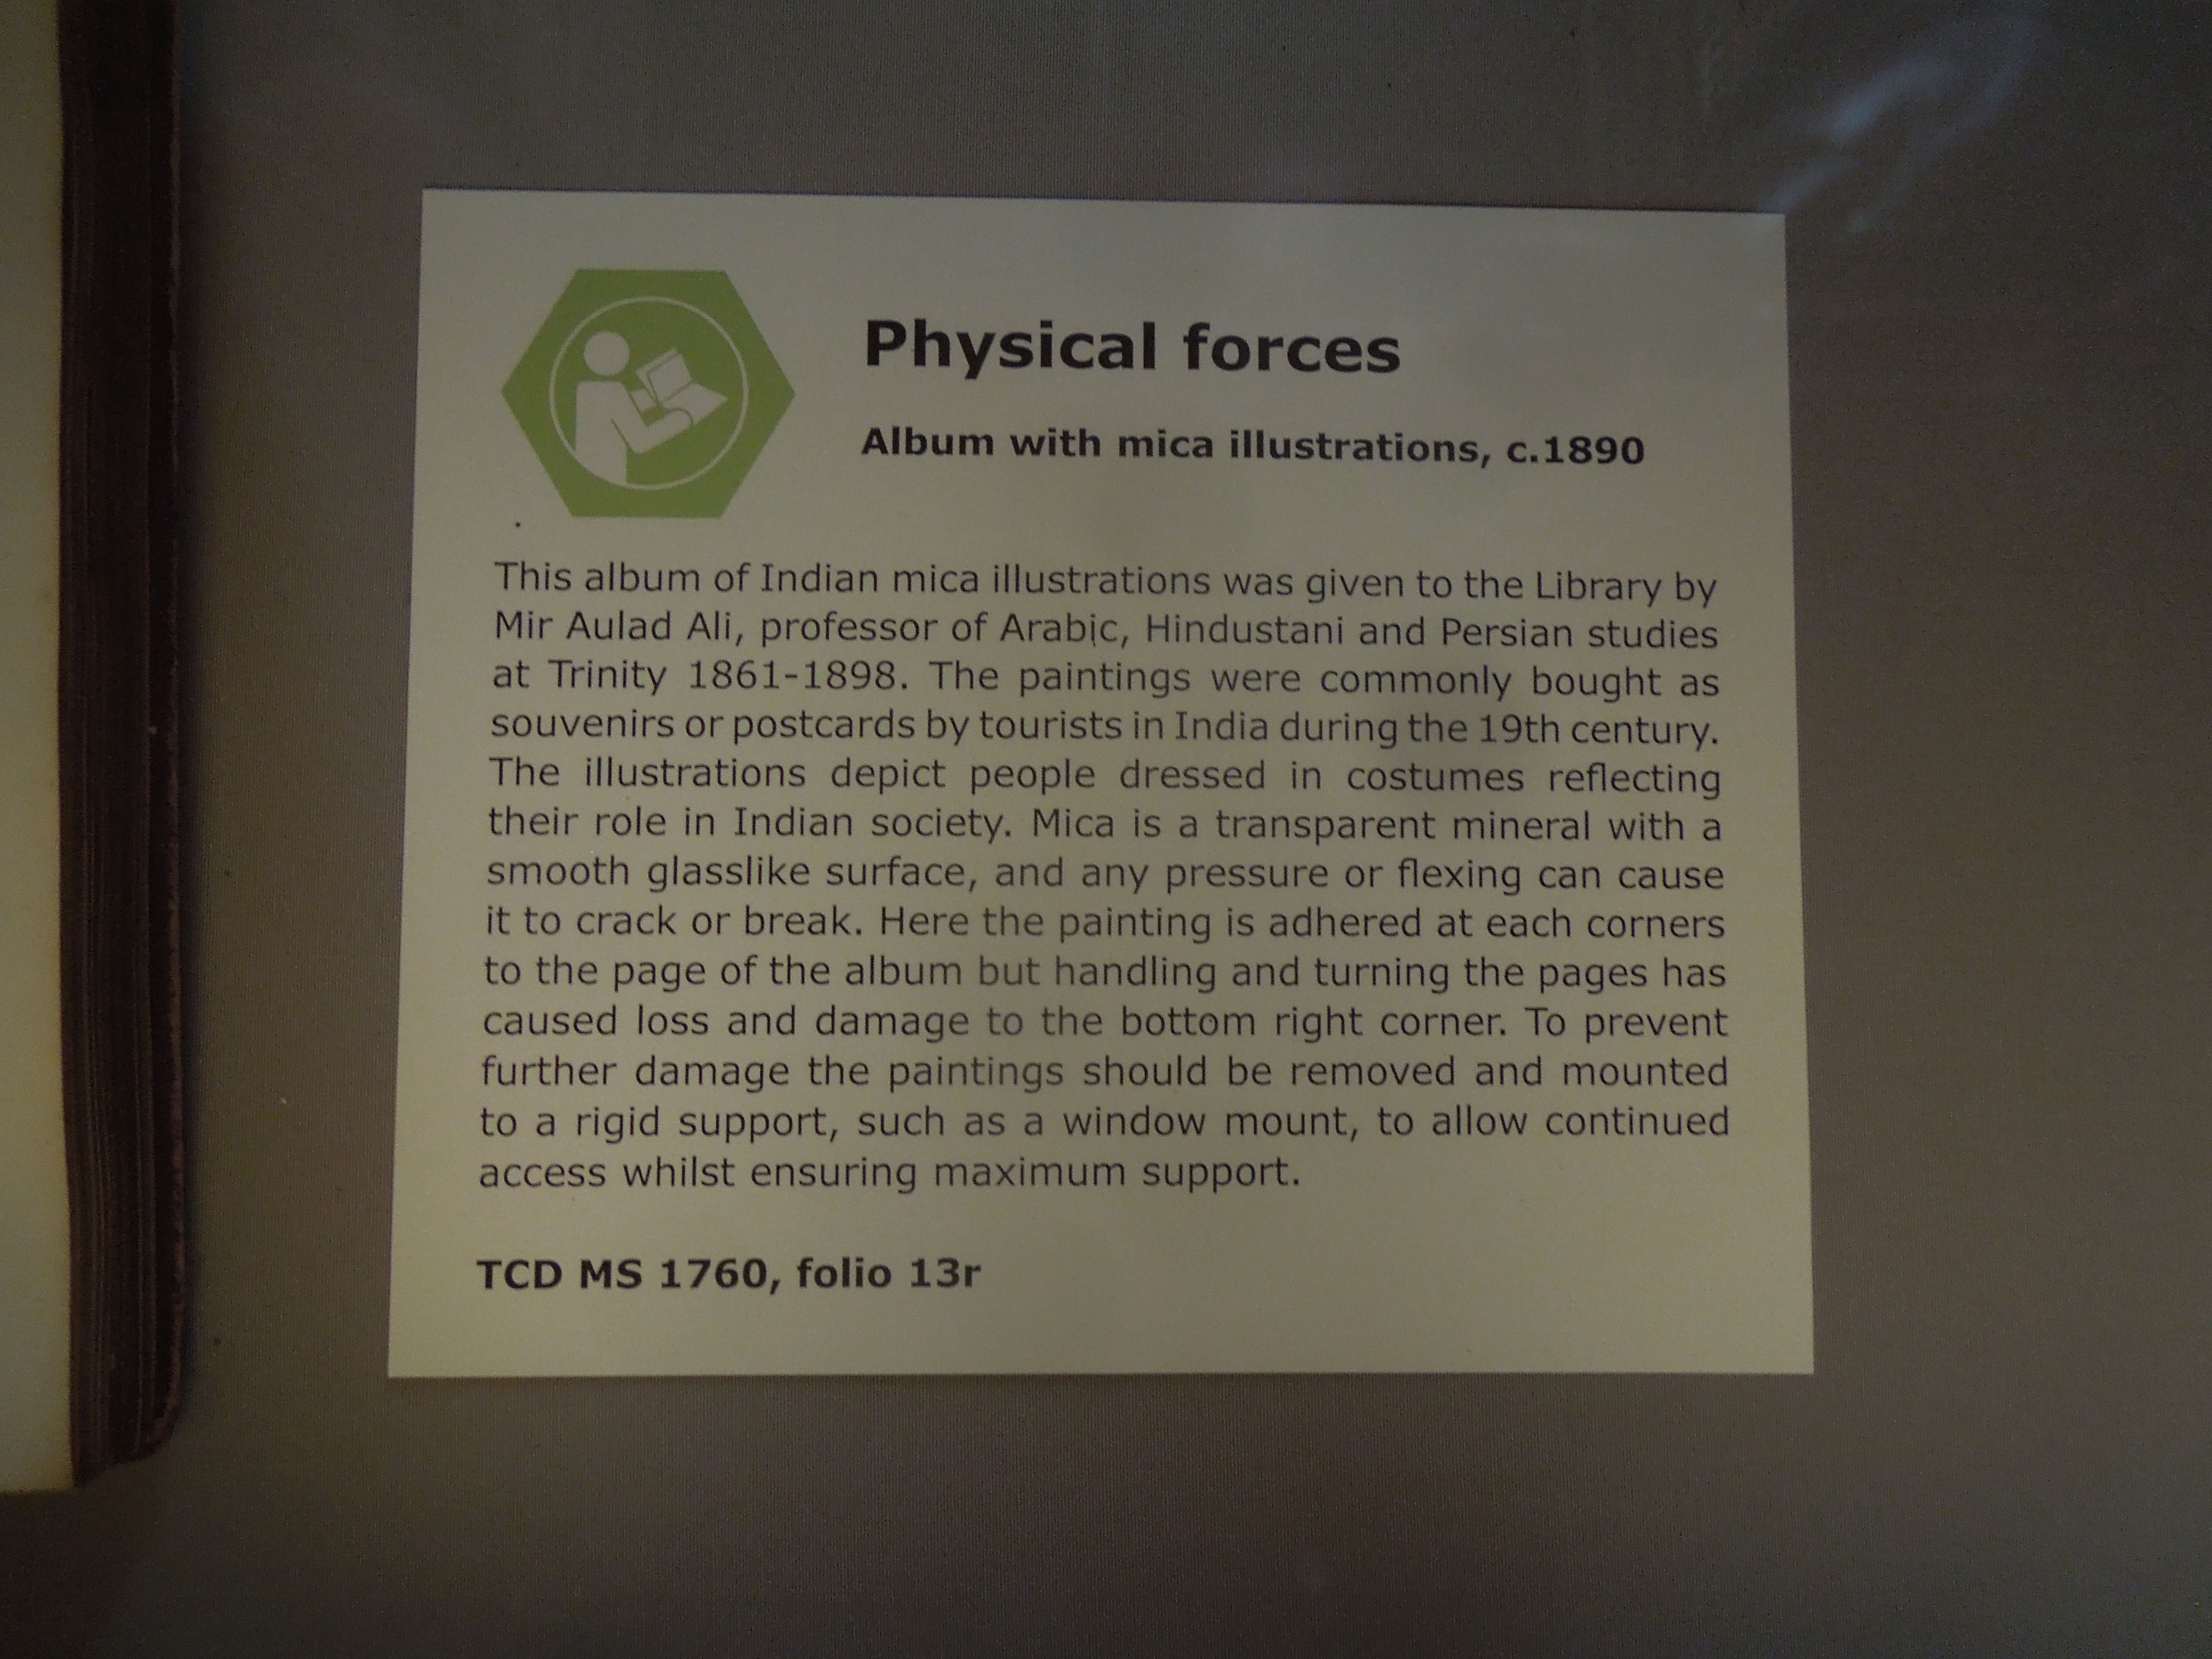 Physical forces
Album with mica illustrations, c.1890
This album of Indian mica illustrations was given to the Library by
Mir Aulad Ali, professor of Arabic, Hindustani and Persian studies
at Trinity 1861-1898. The paintings were commonly bought as
souvenirs or postcards by tourists in India during the 19th century.
The illustrations depict people dressed in costumes reflecting
their role in Indian society. Mica is a transparent mineral with a
smooth glasslike surface, and any pressure or flexing can cause
it to crack or break. Here the painting is adhered at each corners
to the page of the album but handling and turning the pages has
caused loss and damage to the bottom right corner. To prevent
further damage the paintings should be removed and mounted
to a rigid support, such as a window mount, to allow continued
access whilst ensuring maximum support.
TCD MS 1760, folio 13r